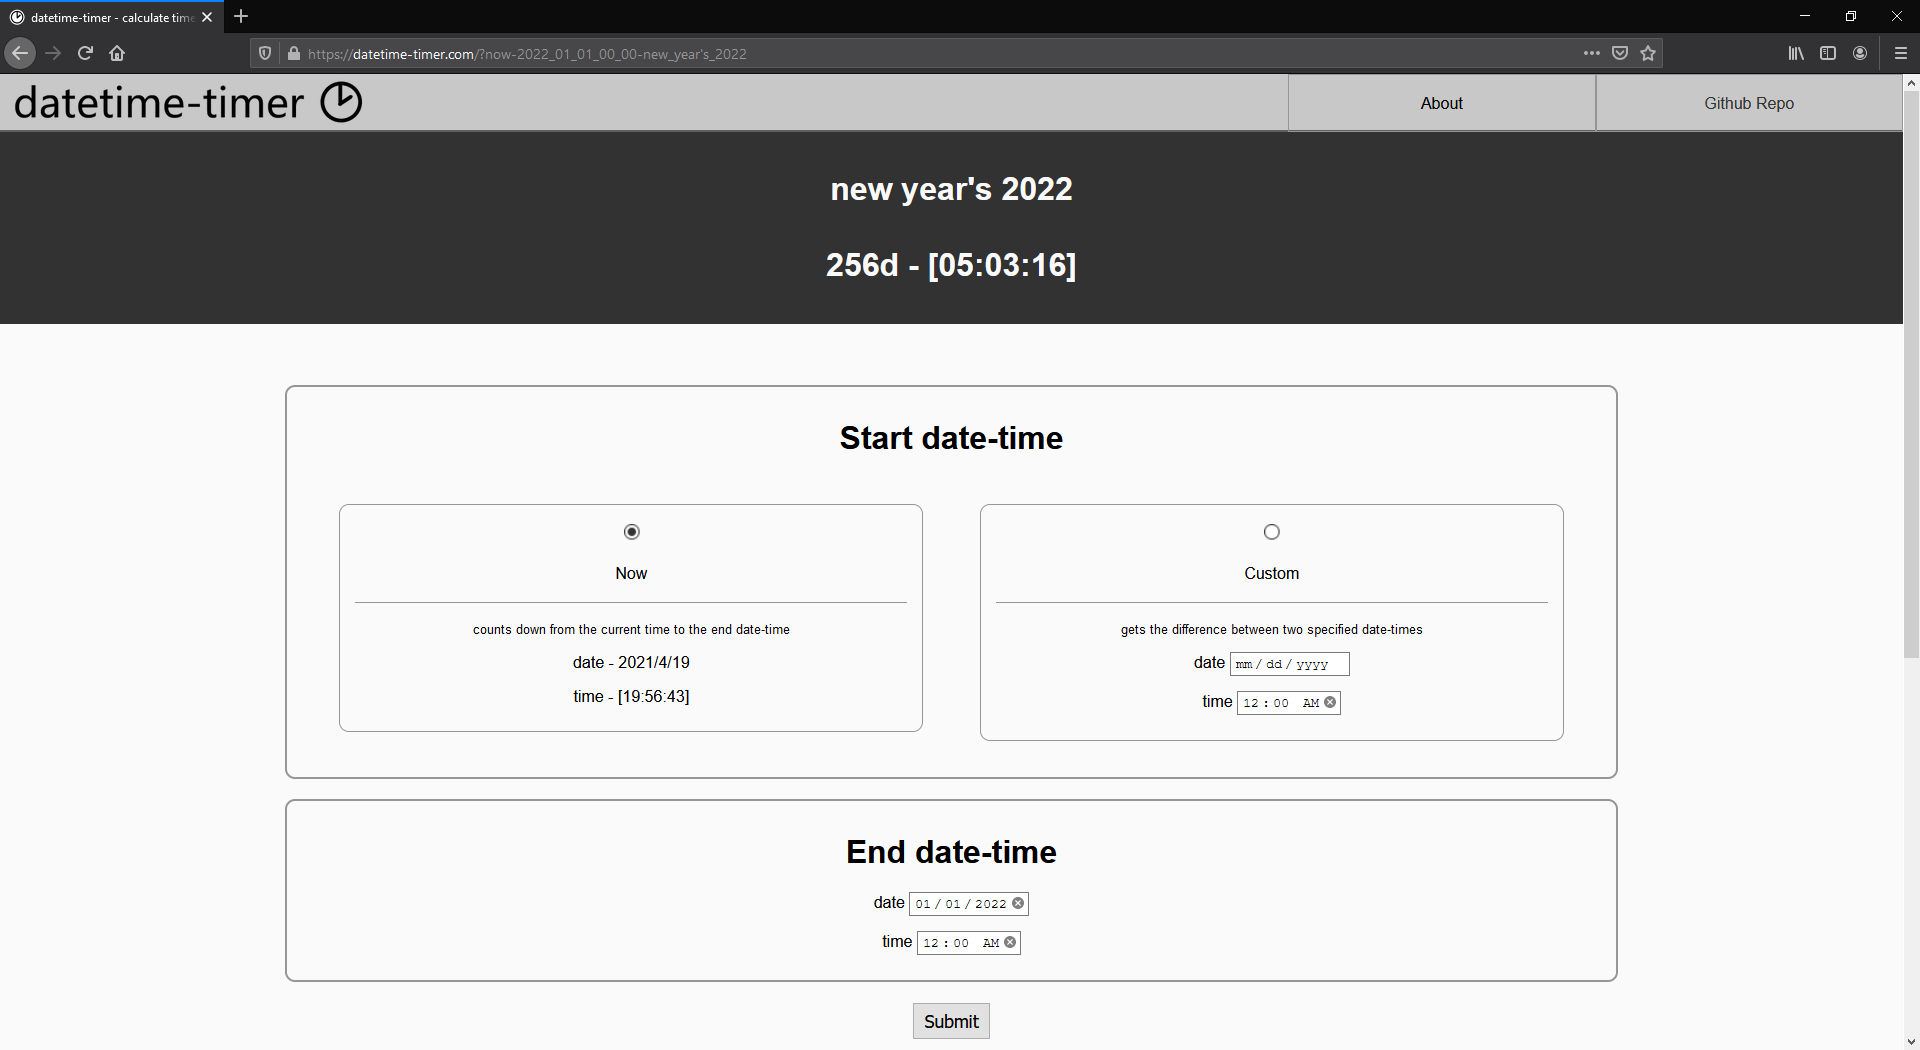 datetime-timer - calculate time
https://datetime-timer.com/?now-2022_01_01_00_00-new_year's_2022
datetime-timer
About
Github Repo
new year's 2022
256d - [05:03:16]
Start date-time
Now
counts down from the current time to the end date-time
date - 2021/4/19
time - [19:56:43]
Custom
gets the difference between two specified date-times
date mm / dd / yyyy
time 12 : 00 AM
End date-time
date 01 / 01 / 2022
time 12 : 00 AM
Submit